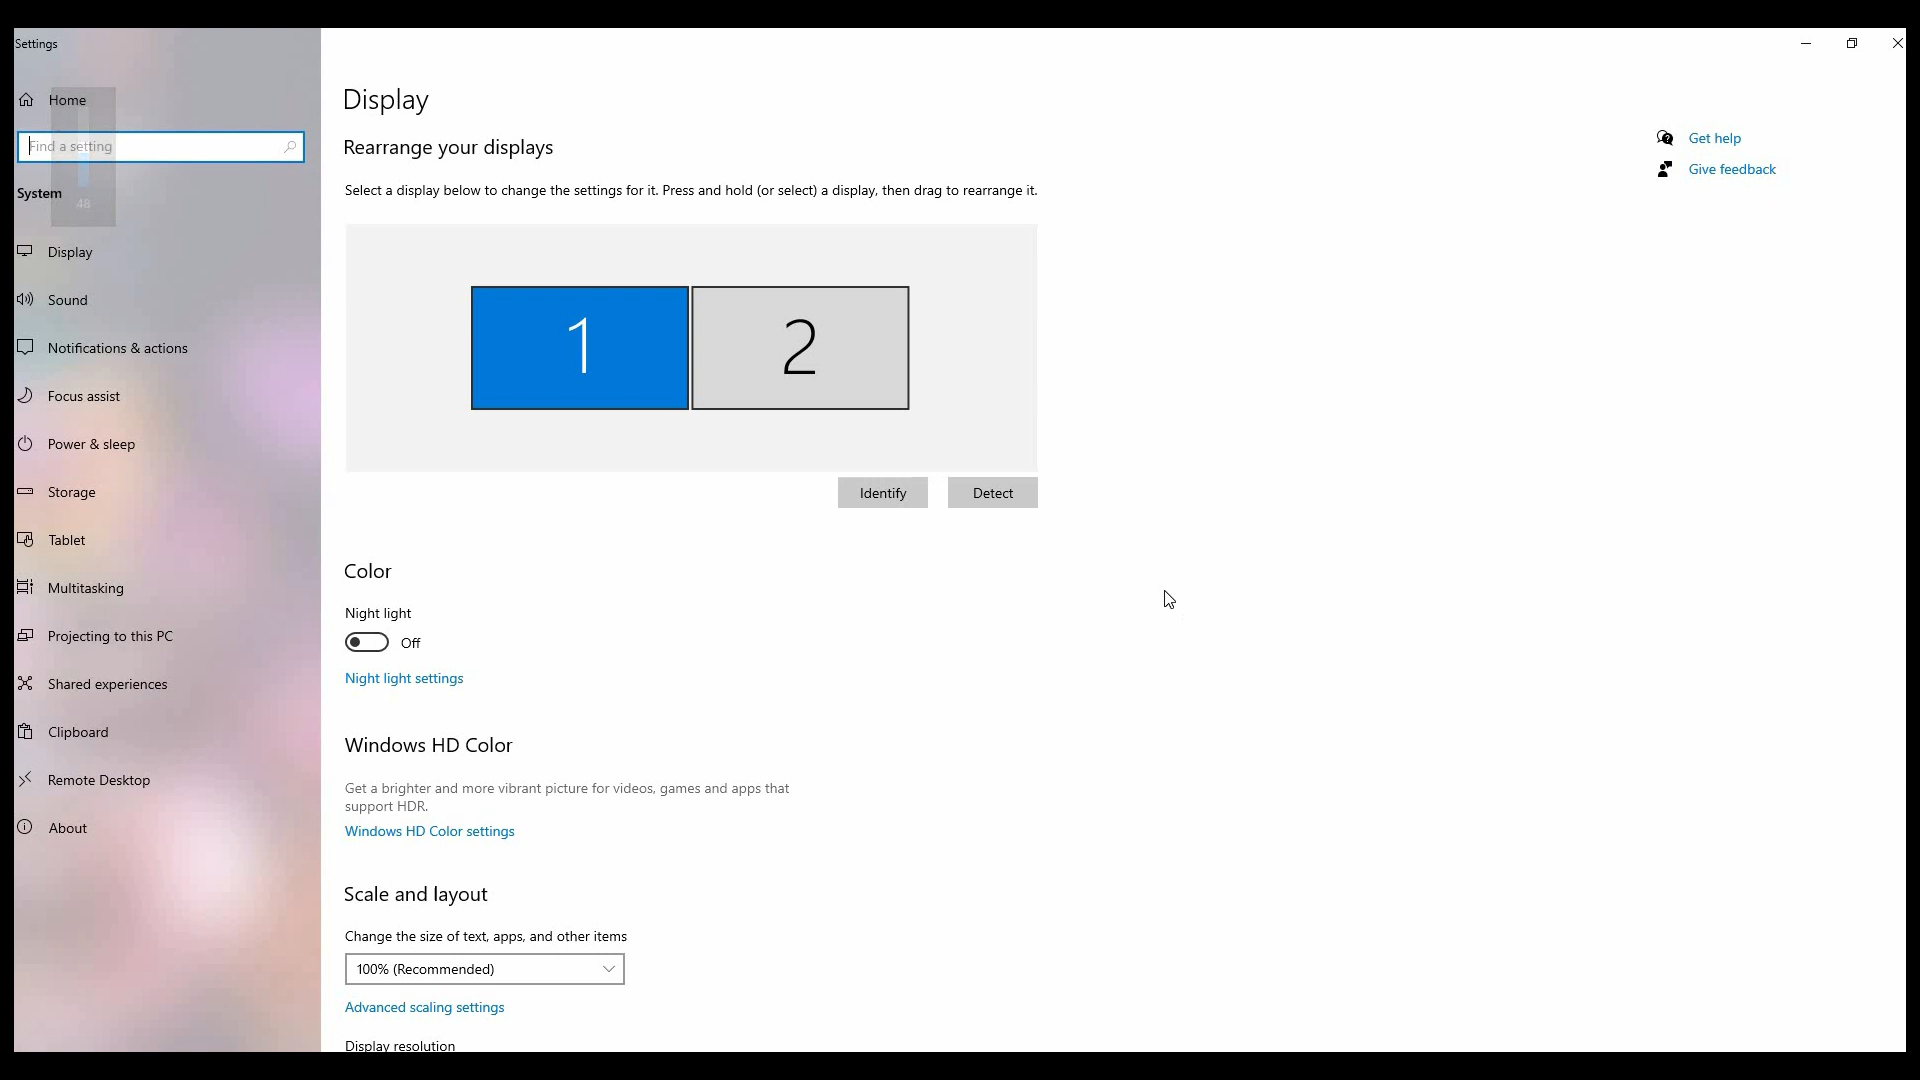 Settings
Home
Find a setting
System
48
Display
Sound
Notifications & actions
Focus assist
Power & sleep
Storage
Tablet
Multitasking
Projecting to this PC
Shared experiences
Clipboard
Remote Desktop
About
Display
Rearrange your displays
Select a display below to change the settings for it. Press and hold (or select) a display, then drag to rearrange it.
1
2
Identify
Detect
Color
Night light
Off
Night light settings
Windows HD Color
Get a brighter and more vibrant picture for videos, games and apps that
support HDR.
Windows HD Color settings
Scale and layout
Change the size of text, apps, and other items
100% (Recommended)
Advanced scaling settings
Display resolution
Get help
Give feedback